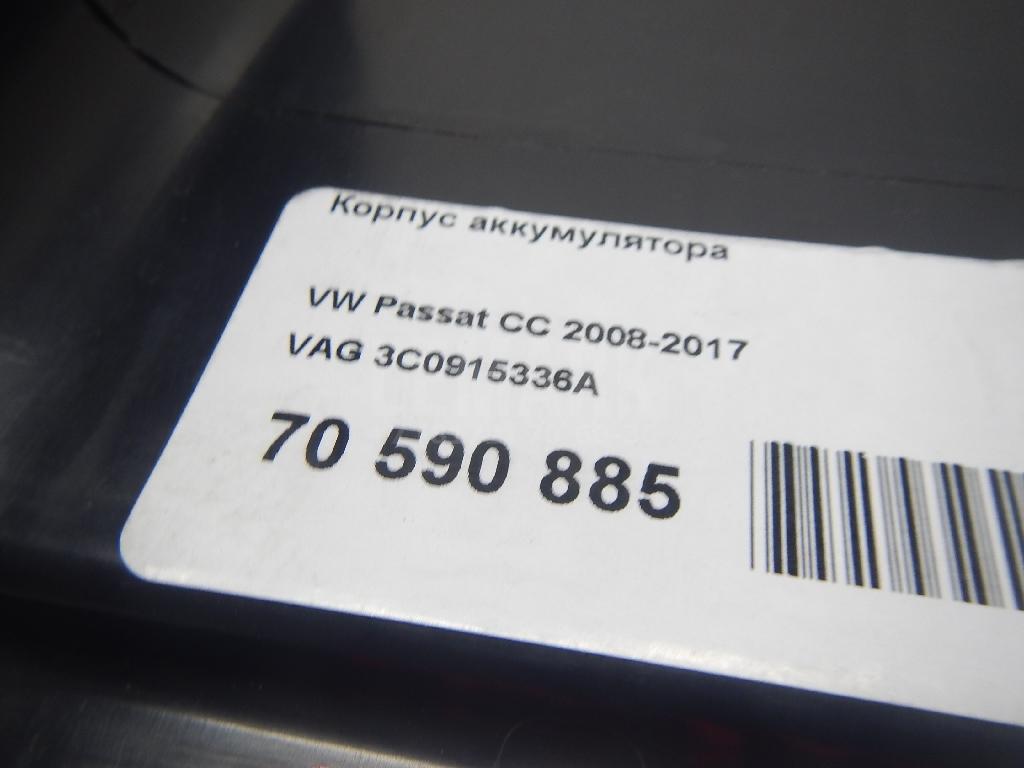 Корпус аккумулятора
VW Passat CC 2008-2017
VAG 3C0915336A
70 590 885